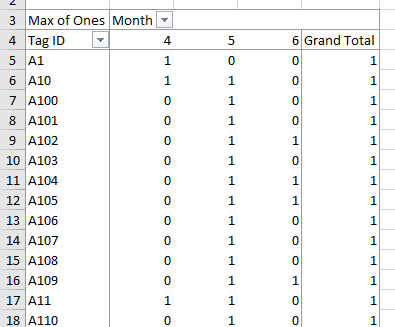 3 Max of Ones Month
4 Tag ID 4 5 6 Grand Total
5 A1 1 0 0 1
6 A10 1 1 0 1
7 A100 0 1 0 1
8 A101 0 1 0 1
9 A102 0 1 1 1
10 A103 0 1 0 1
11 A104 0 1 1 1
12 A105 0 1 1 1
13 A106 0 1 0 1
14 A107 0 1 0 1
15 A108 0 1 0 1
16 A109 0 1 1 1
17 A11 1 1 0 1
18 A110 0 1 0 1